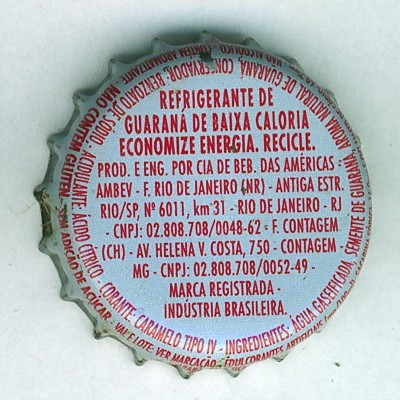 REFRIGERANTE DE
GUARANÁ DE BAIXA CALORIA
ECONOMIZE ENERGIA. RECICLE.
PROD. E ENG. POR CIA DE BEB. DAS AMÉRICAS -
AMBEV - F. RIO DE JANEIRO (NR) - ANTIGA ESTR.
RIO/SP, Nº 6011, km 31 - RIO DE JANEIRO - RJ
- CNPJ: 02.808.708/0048-62 - F. CONTAGEM
(CH) - AV. HELENA V. COSTA, 750 - CONTAGEM -
MG - CNPJ: 02.808.708/0052-49 -
MARCA REGISTRADA -
INDÚSTRIA BRASILEIRA.
INGREDIENTES: ÁGUA GASEIFICADA, SEMENTE DE GUARANÁ, AROMA NATURAL DE GUARANÁ, CONSERVADOR, BENZOATO DE SÓDIO, ACIDULANTE: ÁCIDO CÍTRICO - CORANTE: CARAMELO TIPO IV -
EDULCORANTES ARTIFICIAIS
NÃO ALCOÓLICO
CONTÉM AROMATIZANTE
NÃO CONTÉM GLÚTEN
SEM ADIÇÃO DE AÇÚCAR
VAL E LOTE: VER MARCAÇÃO